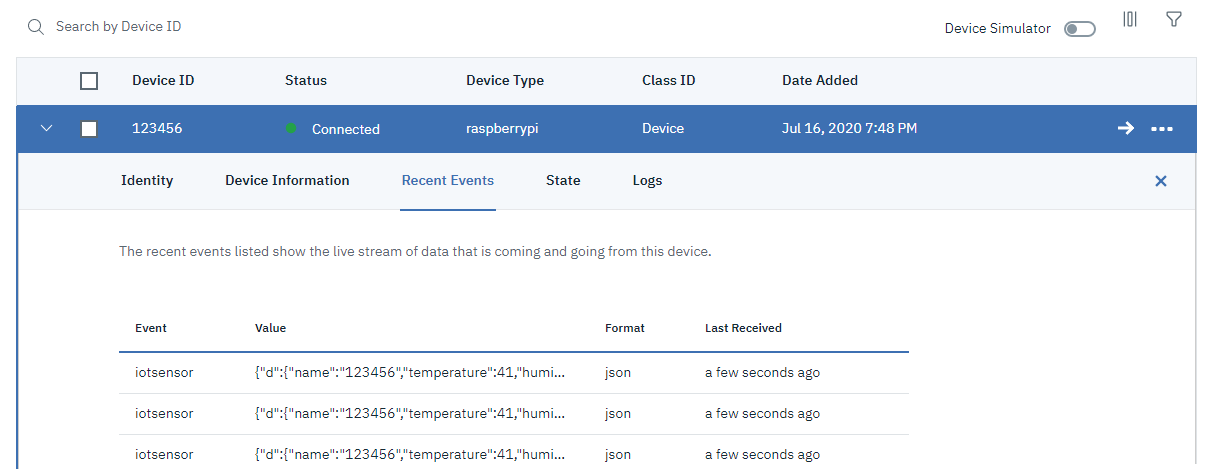 Search by Device ID
Device Simulator
Device ID Status Device Type Class ID Date Added
123456 Connected raspberrypi Device Jul 16, 2020 7:48 PM
Identity Device Information Recent Events State Logs
The recent events listed show the live stream of data that is coming and going from this device.
Event Value Format Last Received
iotsensor {"d":{"name":"123456","temperature":41,"humi... json a few seconds ago
iotsensor {"d":{"name":"123456","temperature":41,"humi... json a few seconds ago
iotsensor {"d":{"name":"123456","temperature":41,"humi... json a few seconds ago